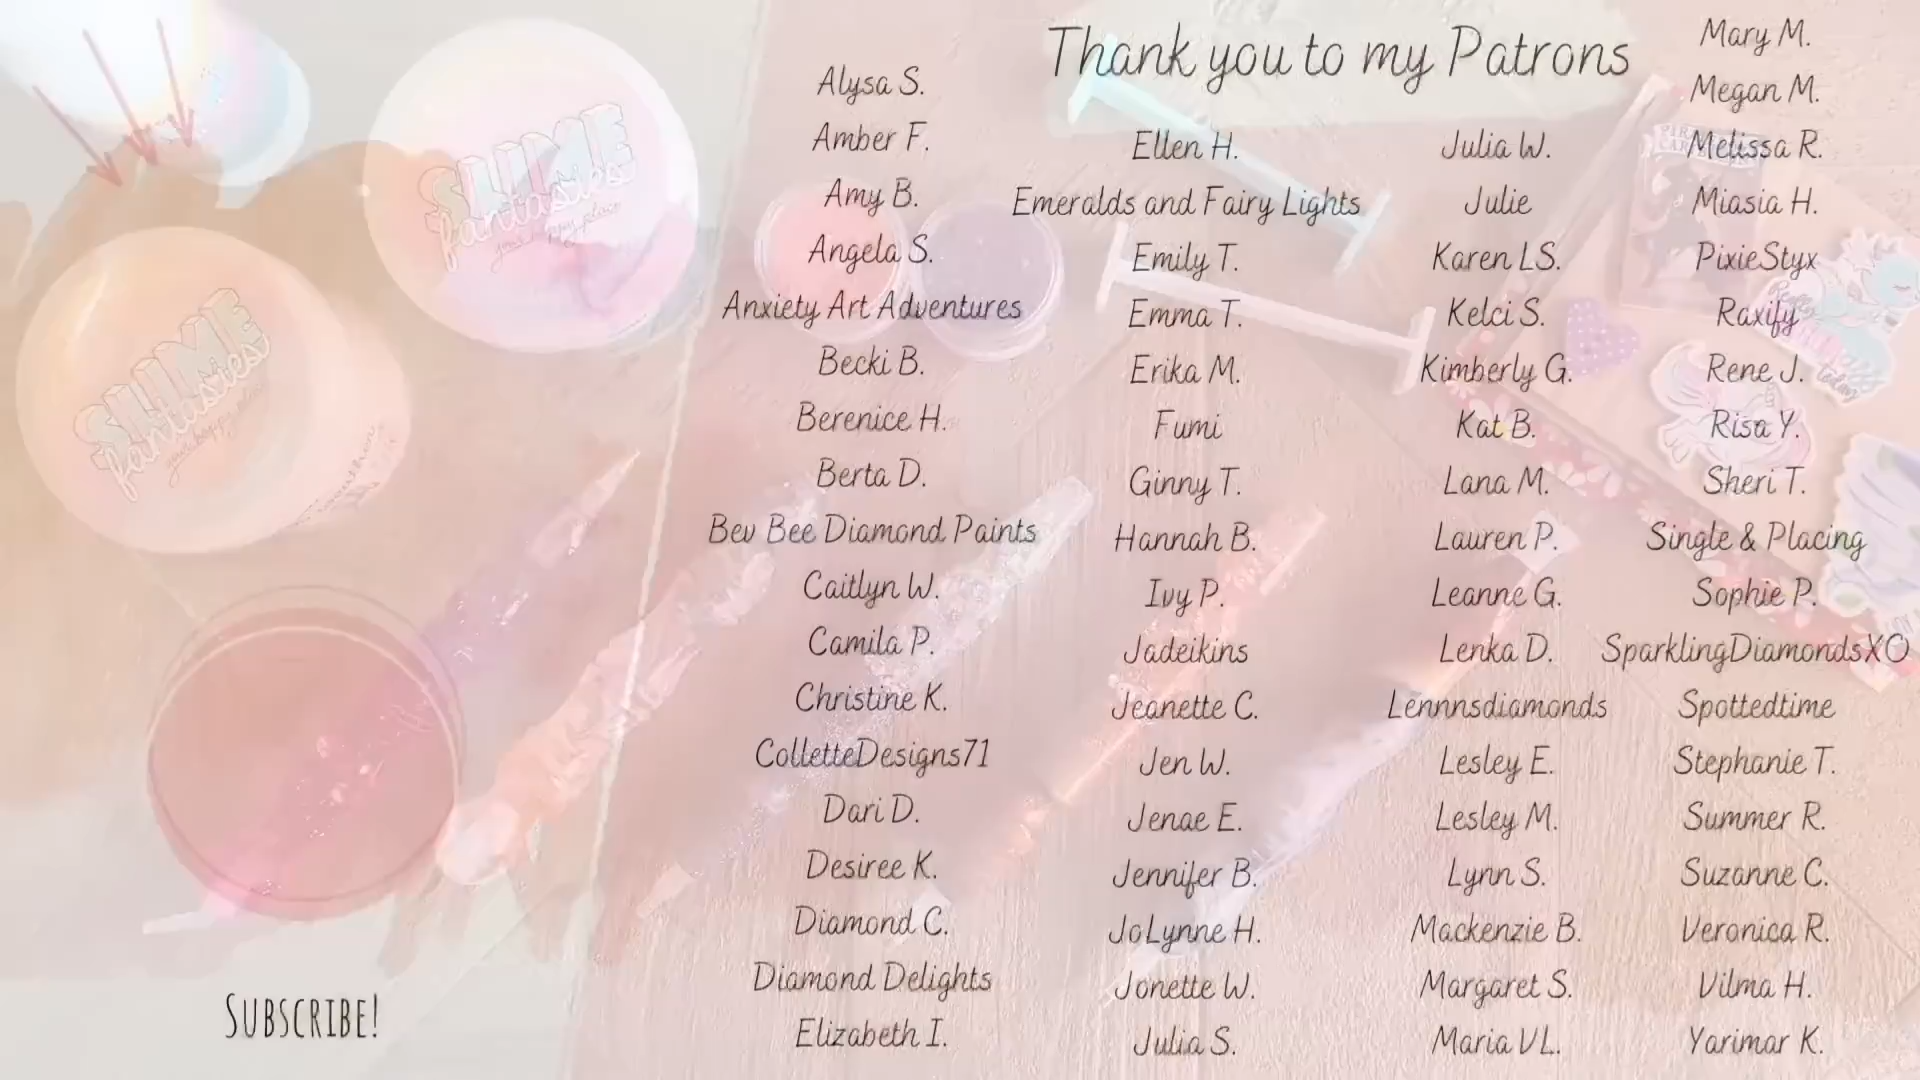 Thank you to my Patrons
Alysa S.
Amber F.
Amy B.
Angela S.
Anxiety Art Adventures
Becki B.
Berenice H.
Berta D.
Bev Bee Diamond Paints
Caitlyn W.
Camila P.
Christine K.
ColletteDesigns71
Dari D.
Desiree K.
Diamond C.
Diamond Delights
Elizabeth I.
Ellen H.
Emeralds and Fairy Lights
Emily T.
Emma T.
Erika M.
Fumi
Ginny T.
Hannah B.
Ivy P.
Jadeikins
Jeanette C.
Jen W.
Jenae E.
Jennifer B.
JoLynne H.
Jonette W.
Julia S.
Julia W.
Julie
Karen LS.
Kelci S.
Kimberly G.
Kat B.
Lana M.
Lauren P.
Leanne G.
Lenka D.
Lennnsdiamonds
Lesley E.
Lesley M.
Lynn S.
Mackenzie B.
Margaret S.
Maria VL.
Mary M.
Megan M.
Melissa R.
Miasia H.
PixieStyx
Raxify
Rene J.
Risa Y.
Sheri T.
Single & Placing
Sophie P.
SparklingDiamondsXO
Spottedtime
Stephanie T.
Summer R.
Suzanne C.
Veronica R.
Vilma H.
Yarimar K.
SLIME
fantasies
SLIME
fantasies
SUBSCRIBE!